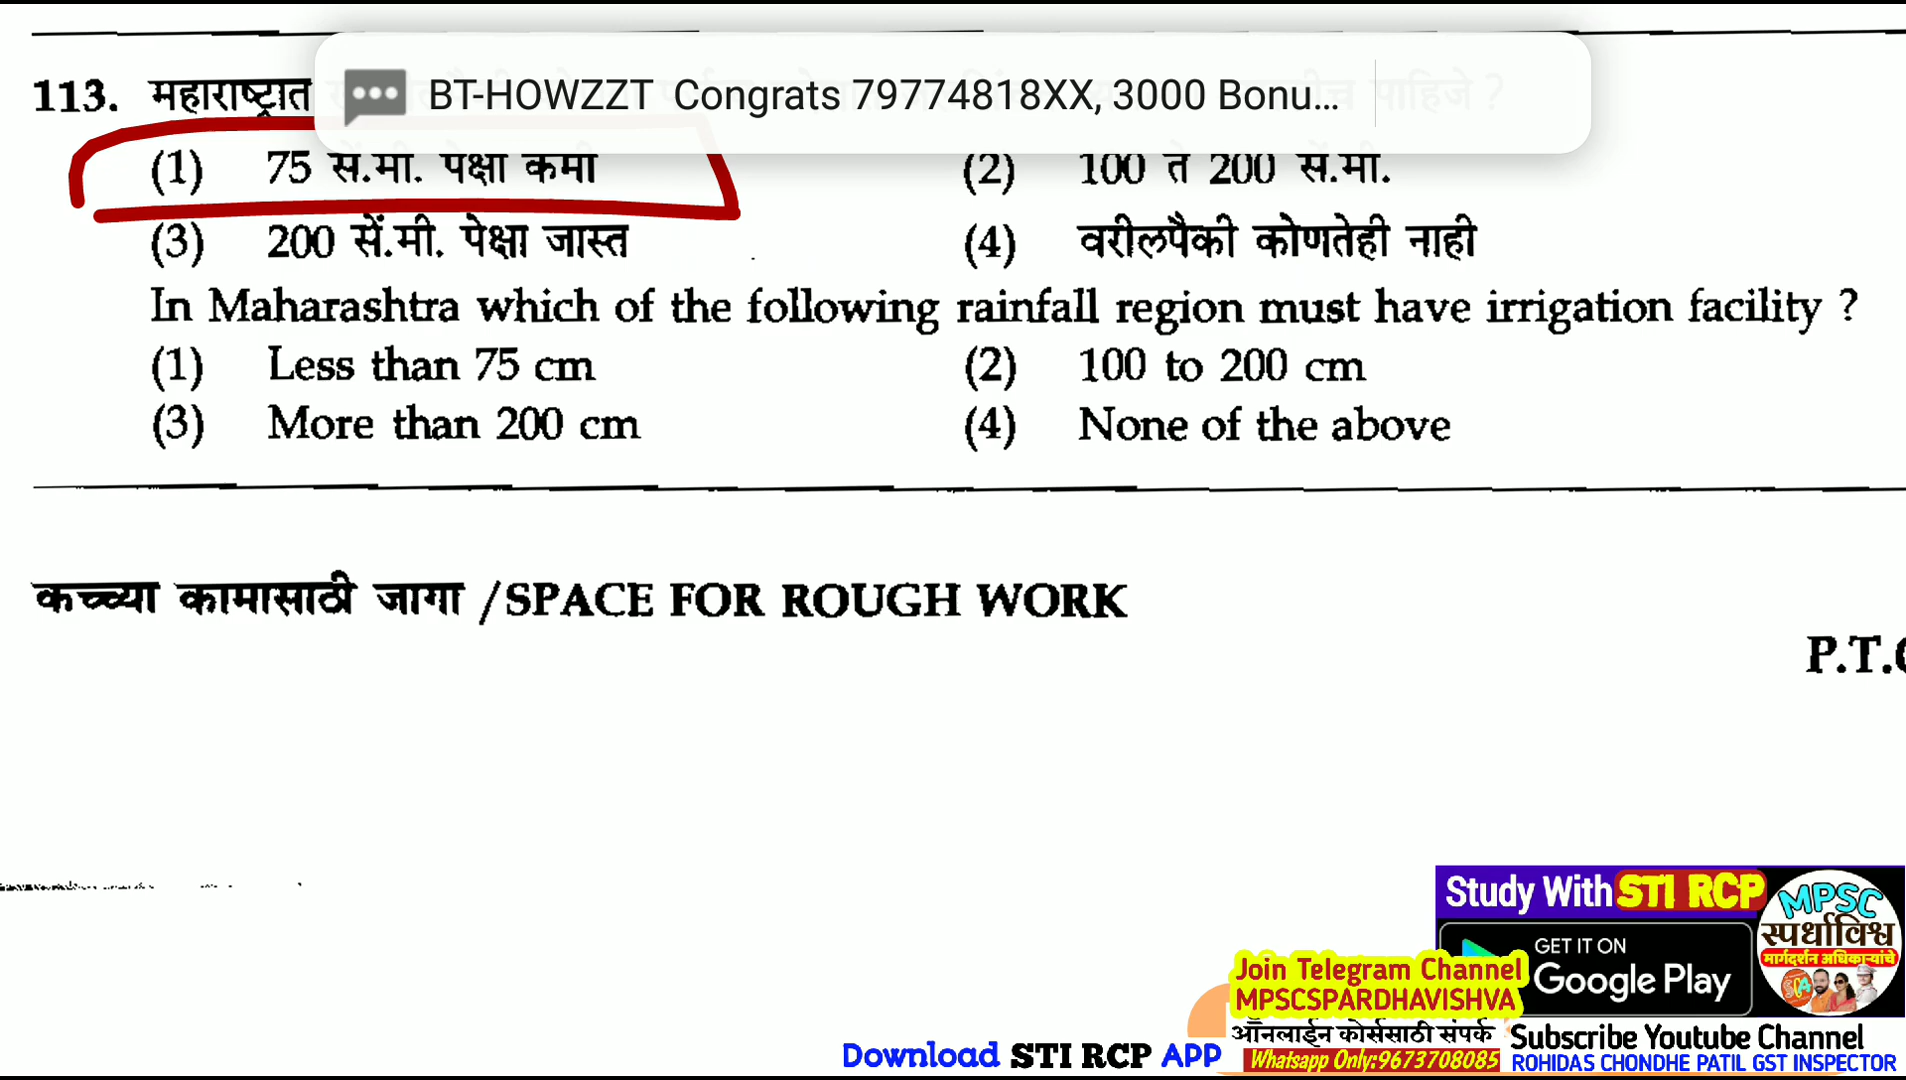 113. महाराष्ट्रात
BT-HOWZZT Congrats 79774818XX, 3000 Bonu...
पाहिजे ?
(1) 75 सें.मी. पेक्षा कमी (2) 100 ते 200 सें.मी.
(3) 200 सें.मी. पेक्षा जास्त (4) वरीलपैकी कोणतेही नाही
In Maharashtra which of the following rainfall region must have irrigation facility ?
(1) Less than 75 cm (2) 100 to 200 cm
(3) More than 200 cm (4) None of the above
कच्च्या कामासाठी जागा /SPACE FOR ROUGH WORK
P.T.
Study With STI RCP
MPSC
स्पर्धाविश्व
मार्गदर्शन अधिकाऱ्यांचे
GET IT ON
Google Play
Join Telegram Channel
MPSCSPARDHAVISHVA
ऑनलाईन कोर्ससाठी संपर्क
Whatsapp Only:9673708085
Subscribe Youtube Channel
ROHIDAS CHONDHE PATIL GST INSPECTOR
Download STI RCP APP